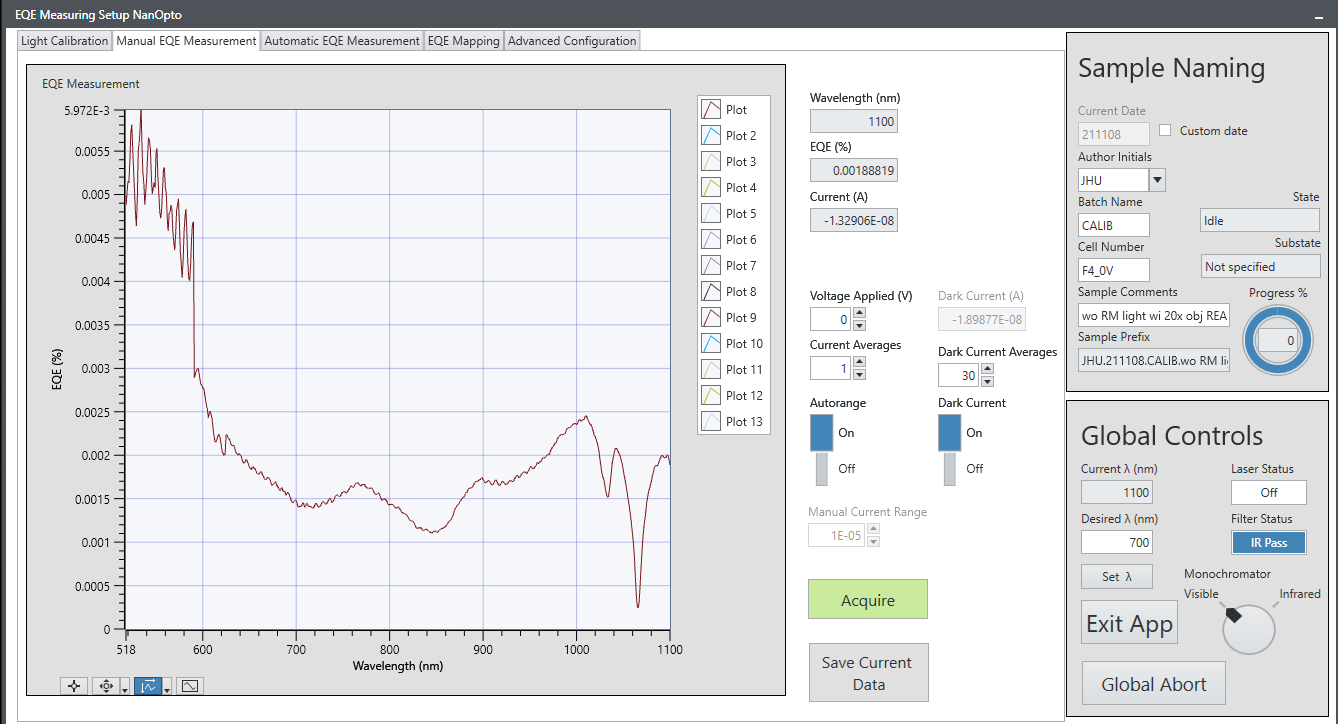 EQE Measuring Setup NanOpto
Light Calibration
Manual EQE Measurement
Automatic EQE Measurement
EQE Mapping
Advanced Configuration
EQE Measurement
5.972E-3
0.0055
0.005
0.0045
0.004
0.0035
0.003
0.0025
0.002
0.0015
0.001
0.0005
0
EQE (%)
518
600
700
800
900
1000
1100
Wavelength (nm)
Plot
Plot 2
Plot 3
Plot 4
Plot 5
Plot 6
Plot 7
Plot 8
Plot 9
Plot 10
Plot 11
Plot 12
Plot 13
Wavelength (nm)
1100
EQE (%)
0.00188819
Current (A)
-1.32906E-08
Voltage Applied (V)
0
Dark Current (A)
-1.89877E-08
Current Averages
1
Dark Current Averages
30
Autorange
On
Off
Dark Current
On
Off
Manual Current Range
1E-05
Acquire
Save Current
Data
Sample Naming
Current Date
211108
Custom date
Author Initials
JHU
Batch Name
CALIB
State
Idle
Cell Number
F4_0V
Substate
Not specified
Sample Comments
wo RM light wi 20x obj REA
Progress %
0
Sample Prefix
JHU.211108.CALIB.wo RM li
Global Controls
Current λ (nm)
1100
Laser Status
Off
Desired λ (nm)
700
Filter Status
IR Pass
Set λ
Monochromator
Visible
Infrared
Exit App
Global Abort